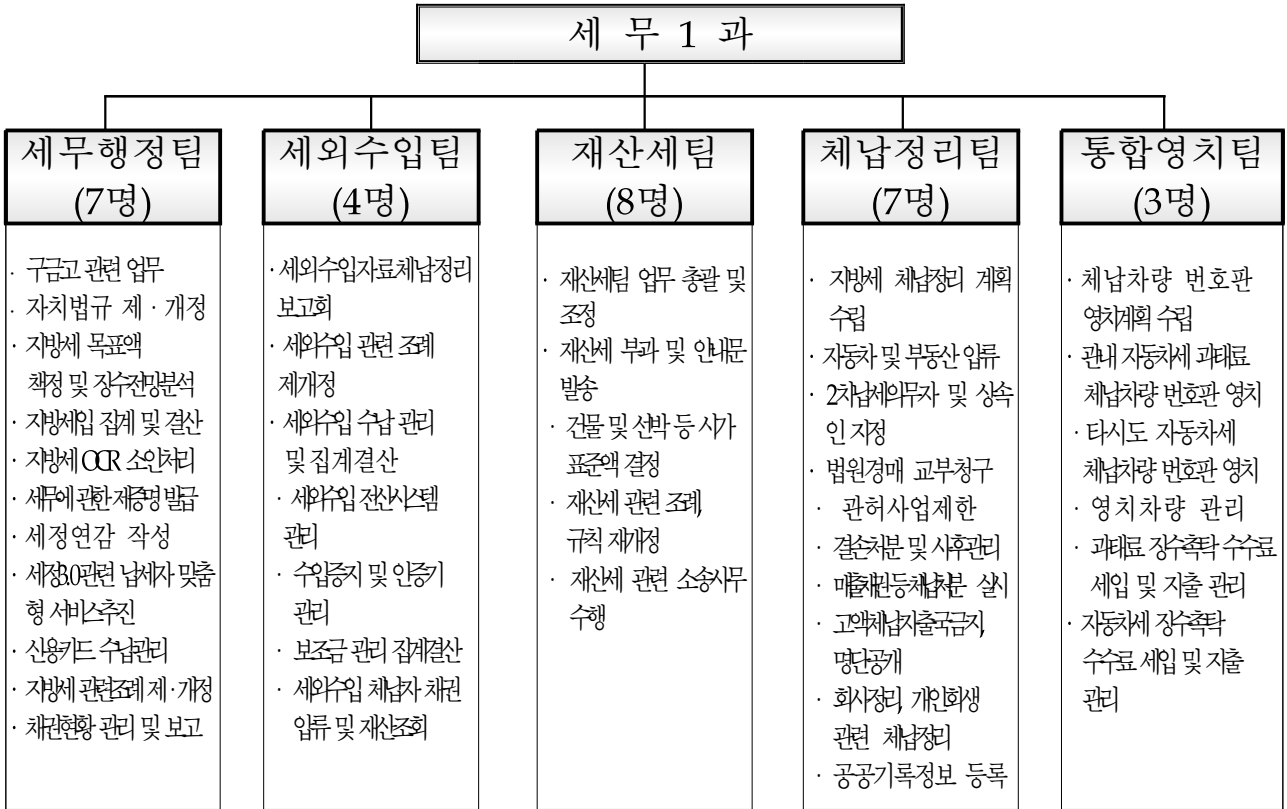 세 무 1 과
세무행정팀
(7명)
· 구금고 관련 업무
· 자치법규 제 · 개정
· 지방세 목표액
책정 및 징수전망분석
· 지방세입 집계 및 결산
· 지방세 OCR 소인처리
· 세무에 관한 제증명 발급
· 세정연감 작성
· 세정3.0관련 납세자 맞춤
형 서비스추진
· 신용카드 수납관리
· 지방세 관련조례 제·개정
· 채권현황 관리 및 보고
세외수입팀
(4명)
· 세외수입자료체납정리
보고회
· 세외수입 관련 조례
제개정
· 세외수입 수납 관리
및 집계결산
· 세외수입 전산시스템
관리
· 수입증지 및 인증기
관리
· 보조금 관리 집계결산
· 세외수입 체납자 채권
압류 및 재산조회
재산세팀
(8명)
· 재산세팀 업무 총괄 및
조정
· 재산세 부과 및 안내문
발송
· 건물 및 선박 등 시가
표준액 결정
· 재산세 관련 조례,
규칙 재개정
· 재산세 관련 소송사무
수행
체납정리팀
(7명)
· 지방세 체납정리 계획
수립
· 자동차 및 부동산 압류
· 2차납세의무자 및 상속
인 지정
· 법원경매 교부청구
· 관허사업제한
· 결손처분 및 사후관리
· 매출채권등체납처분 실시
· 고액체납자출국금지,
명단공개
· 회사정리, 개인회생
관련 체납정리
· 공공기록정보 등록
통합영치팀
(3명)
· 체납차량 번호판
영치계획 수립
· 관내 자동차세 과태료
체납차량 번호판 영치
· 타시도 자동차세
체납차량 번호판 영치
· 영치차량 관리
· 과태료 징수촉탁 수수료
세입 및 지출 관리
· 자동차세 징수촉탁
수수료 세입 및 지출
관리